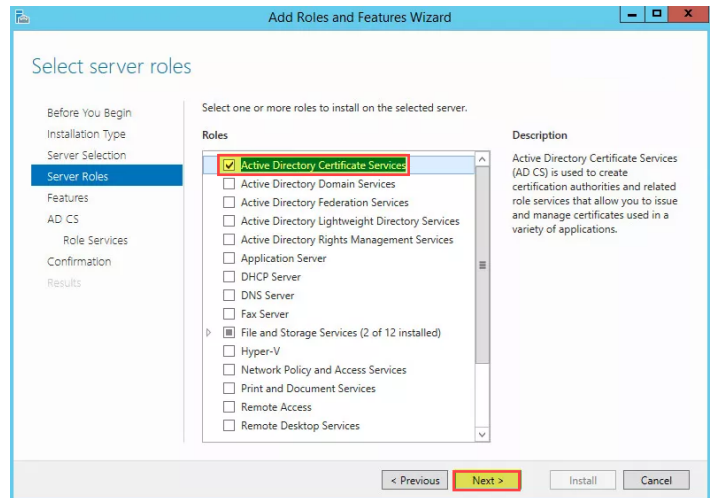 Add Roles and Features Wizard
Select server roles
Before You Begin
Installation Type
Server Selection
Server Roles
Features
AD CS
Role Services
Confirmation
Results
Select one or more roles to install on the selected server.
Roles
Active Directory Certificate Services
Active Directory Domain Services
Active Directory Federation Services
Active Directory Lightweight Directory Services
Active Directory Rights Management Services
Application Server
DHCP Server
DNS Server
Fax Server
File and Storage Services (2 of 12 installed)
Hyper-V
Network Policy and Access Services
Print and Document Services
Remote Access
Remote Desktop Services
Description
Active Directory Certificate Services
(AD CS) is used to create
certification authorities and related
role services that allow you to issue
and manage certificates used in a
variety of applications.
< Previous
Next >
Install
Cancel